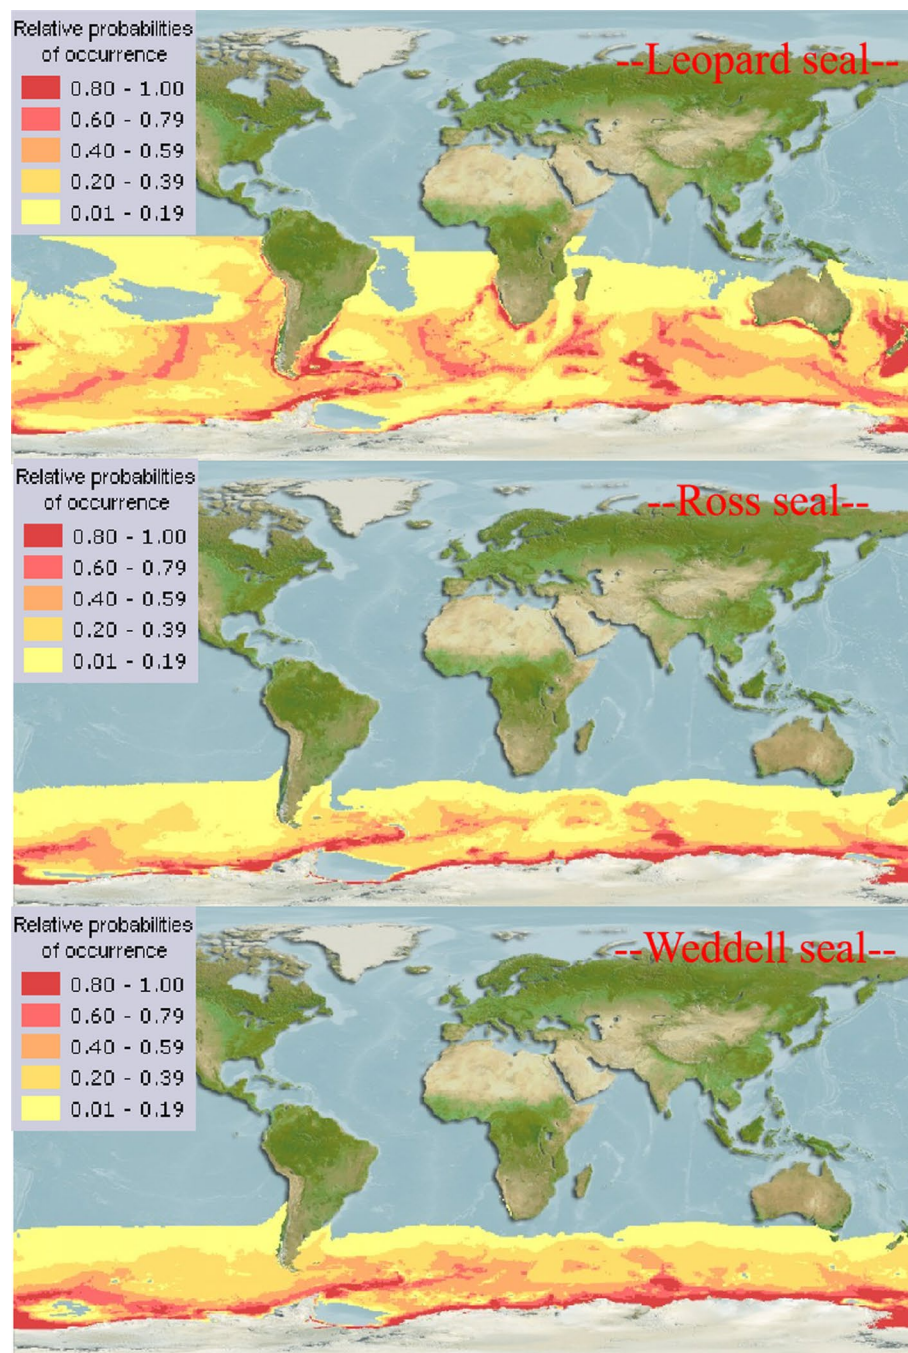 Relative probabilities
of occurrence
--Leopard seal--
0.80 - 1.00
0.60 - 0.79
0.40 - 0.59
0.20 - 0.39
0.01 - 0.19
Relative probabilities
of occurrence
--Ross seal--
0.80 - 1.00
0.60 - 0.79
0.40 - 0.59
0.20 - 0.39
0.01 - 0.19
Relative probabilities
of occurrence
--Weddell seal--
0.80 - 1.00
0.60 - 0.79
0.40 - 0.59
0.20 - 0.39
0.01 - 0.19